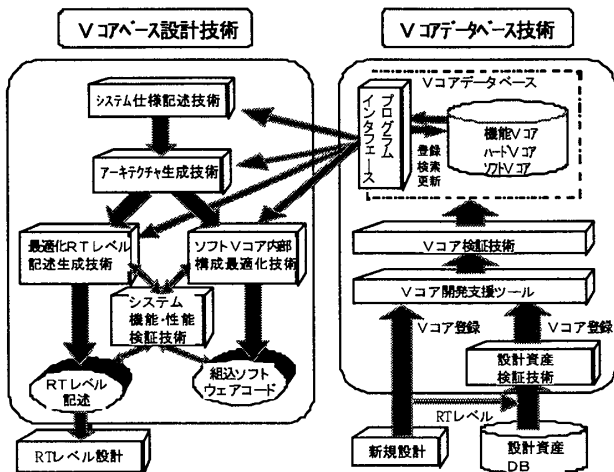 Vコアベース設計技術
システム仕様記述技術
アーキテクチャ生成技術
最適化RTレベル
記述生成技術
ソフトVコア内部
構成最適化技術
システム
機能・性能
検証技術
RTレベル
記述
組込ソフト
ウェアコード
RTレベル設計
Vコアデータベース技術
Vコアデータベース
プログラム
インタフェース
登録
検索
更新
機能Vコア
ハードVコア
ソフトVコア
Vコア検証技術
Vコア開発支援ツール
Vコア登録
Vコア登録
設計資産
検証技術
RTレベル
新規設計
設計資産
DB